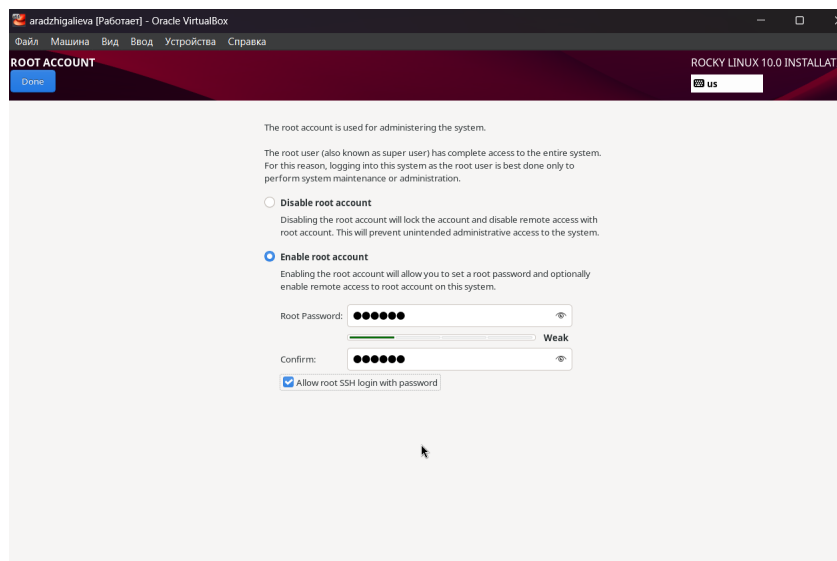 aradzhigalieva [Работает] - Oracle VirtualBox
Файл Машина Вид Ввод Устройства Справка
ROOT ACCOUNT
ROCKY LINUX 10.0 INSTALLAT
Done
us
The root account is used for administering the system.
The root user (also known as super user) has complete access to the entire system.
For this reason, logging into this system as the root user is best done only to
perform system maintenance or administration.
Disable root account
Disabling the root account will lock the account and disable remote access with
root account. This will prevent unintended administrative access to the system.
Enable root account
Enabling the root account will allow you to set a root password and optionally
enable remote access to root account on this system.
Root Password: ●●●●●●
Weak
Confirm: ●●●●●●
Allow root SSH login with password